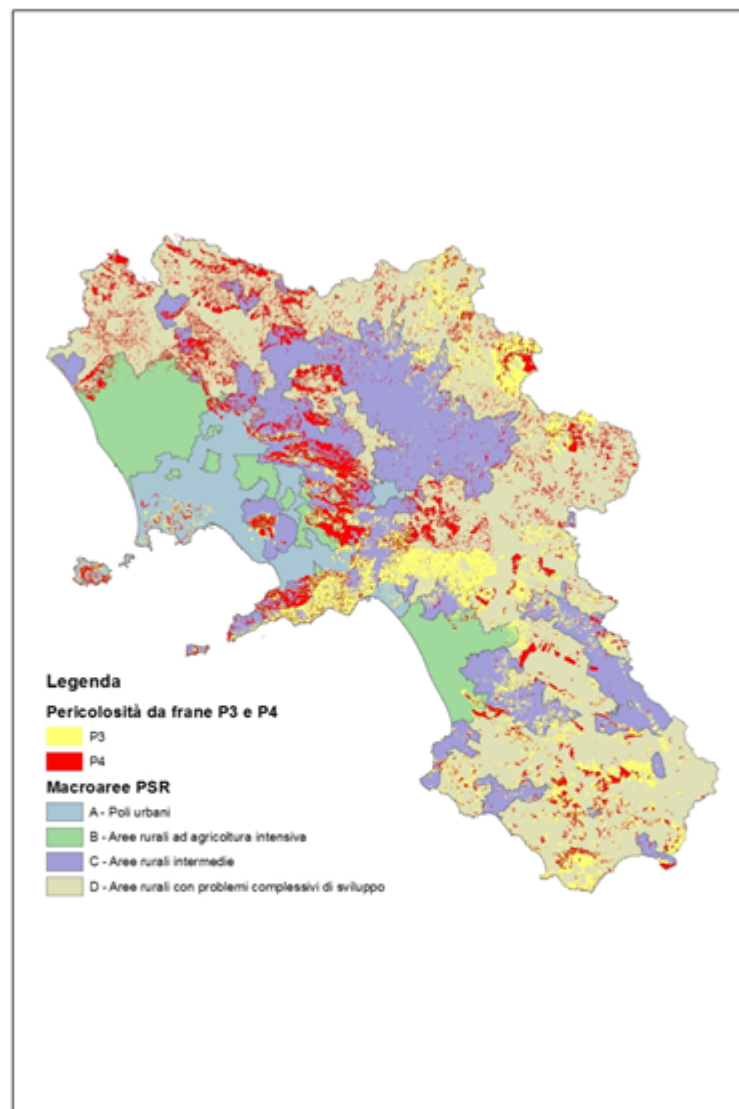 Legenda
Pericolosità da frane P3 e P4
P3
P4
Macroaree PSR
A - Poli urbani
B - Aree rurali ad agricoltura intensiva
C - Aree rurali intermedie
D - Aree rurali con problemi complessivi di sviluppo